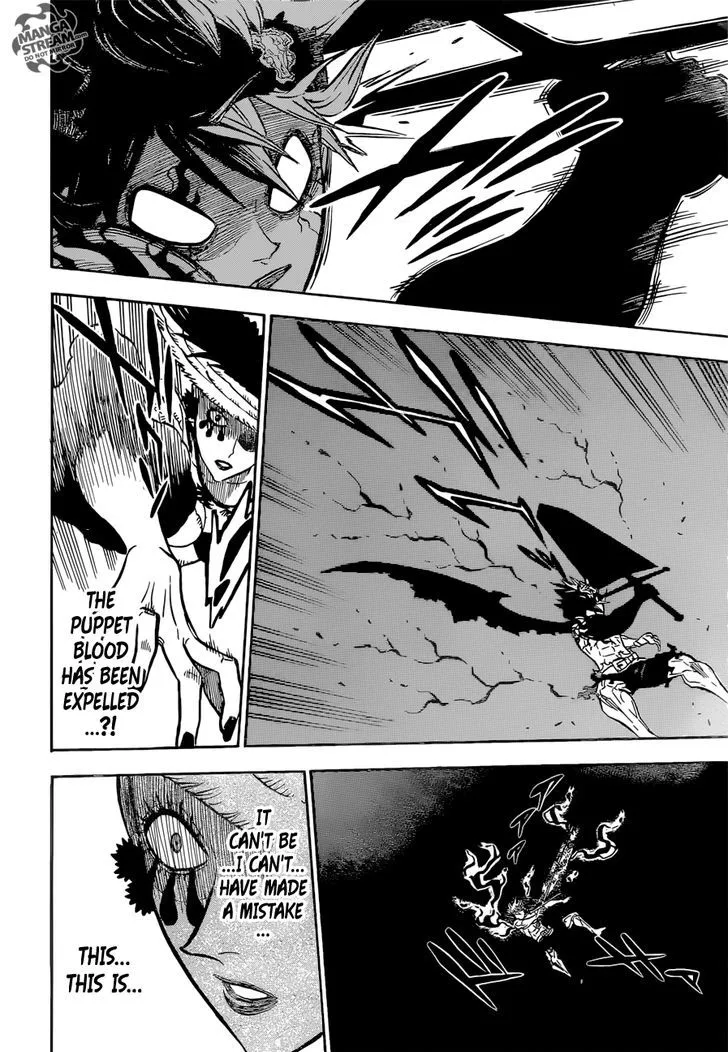 MANGA
STREAM
DO NOT MIRROR
THE
PUPPET
BLOOD
HAS BEEN
EXPELLED
...?!
IT
CAN'T BE
...I CAN'T...
HAVE MADE
A MISTAKE
...
THIS...
THIS IS...